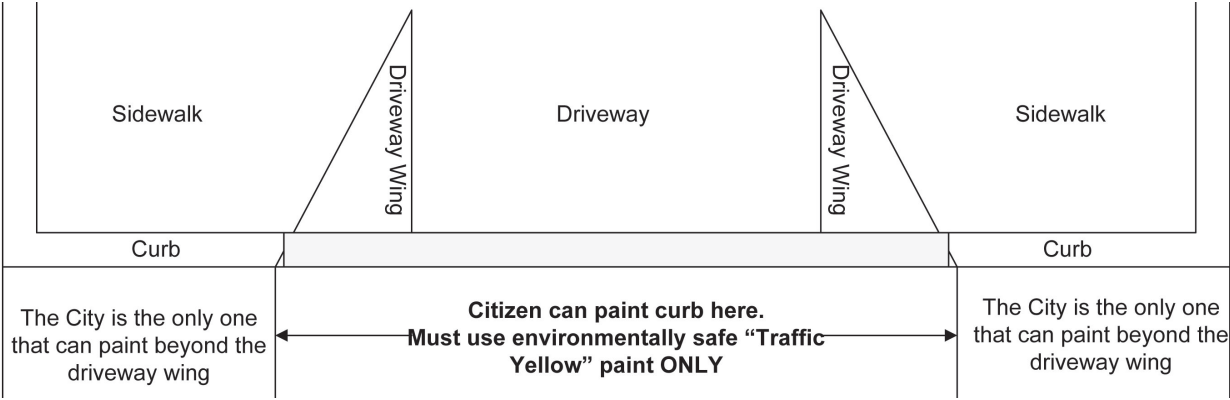 Sidewalk
Driveway Wing
Driveway
Driveway Wing
Sidewalk
Curb
Curb
The City is the only one
that can paint beyond the
driveway wing
Citizen can paint curb here.
Must use environmentally safe “Traffic
Yellow” paint ONLY
The City is the only one
that can paint beyond the
driveway wing